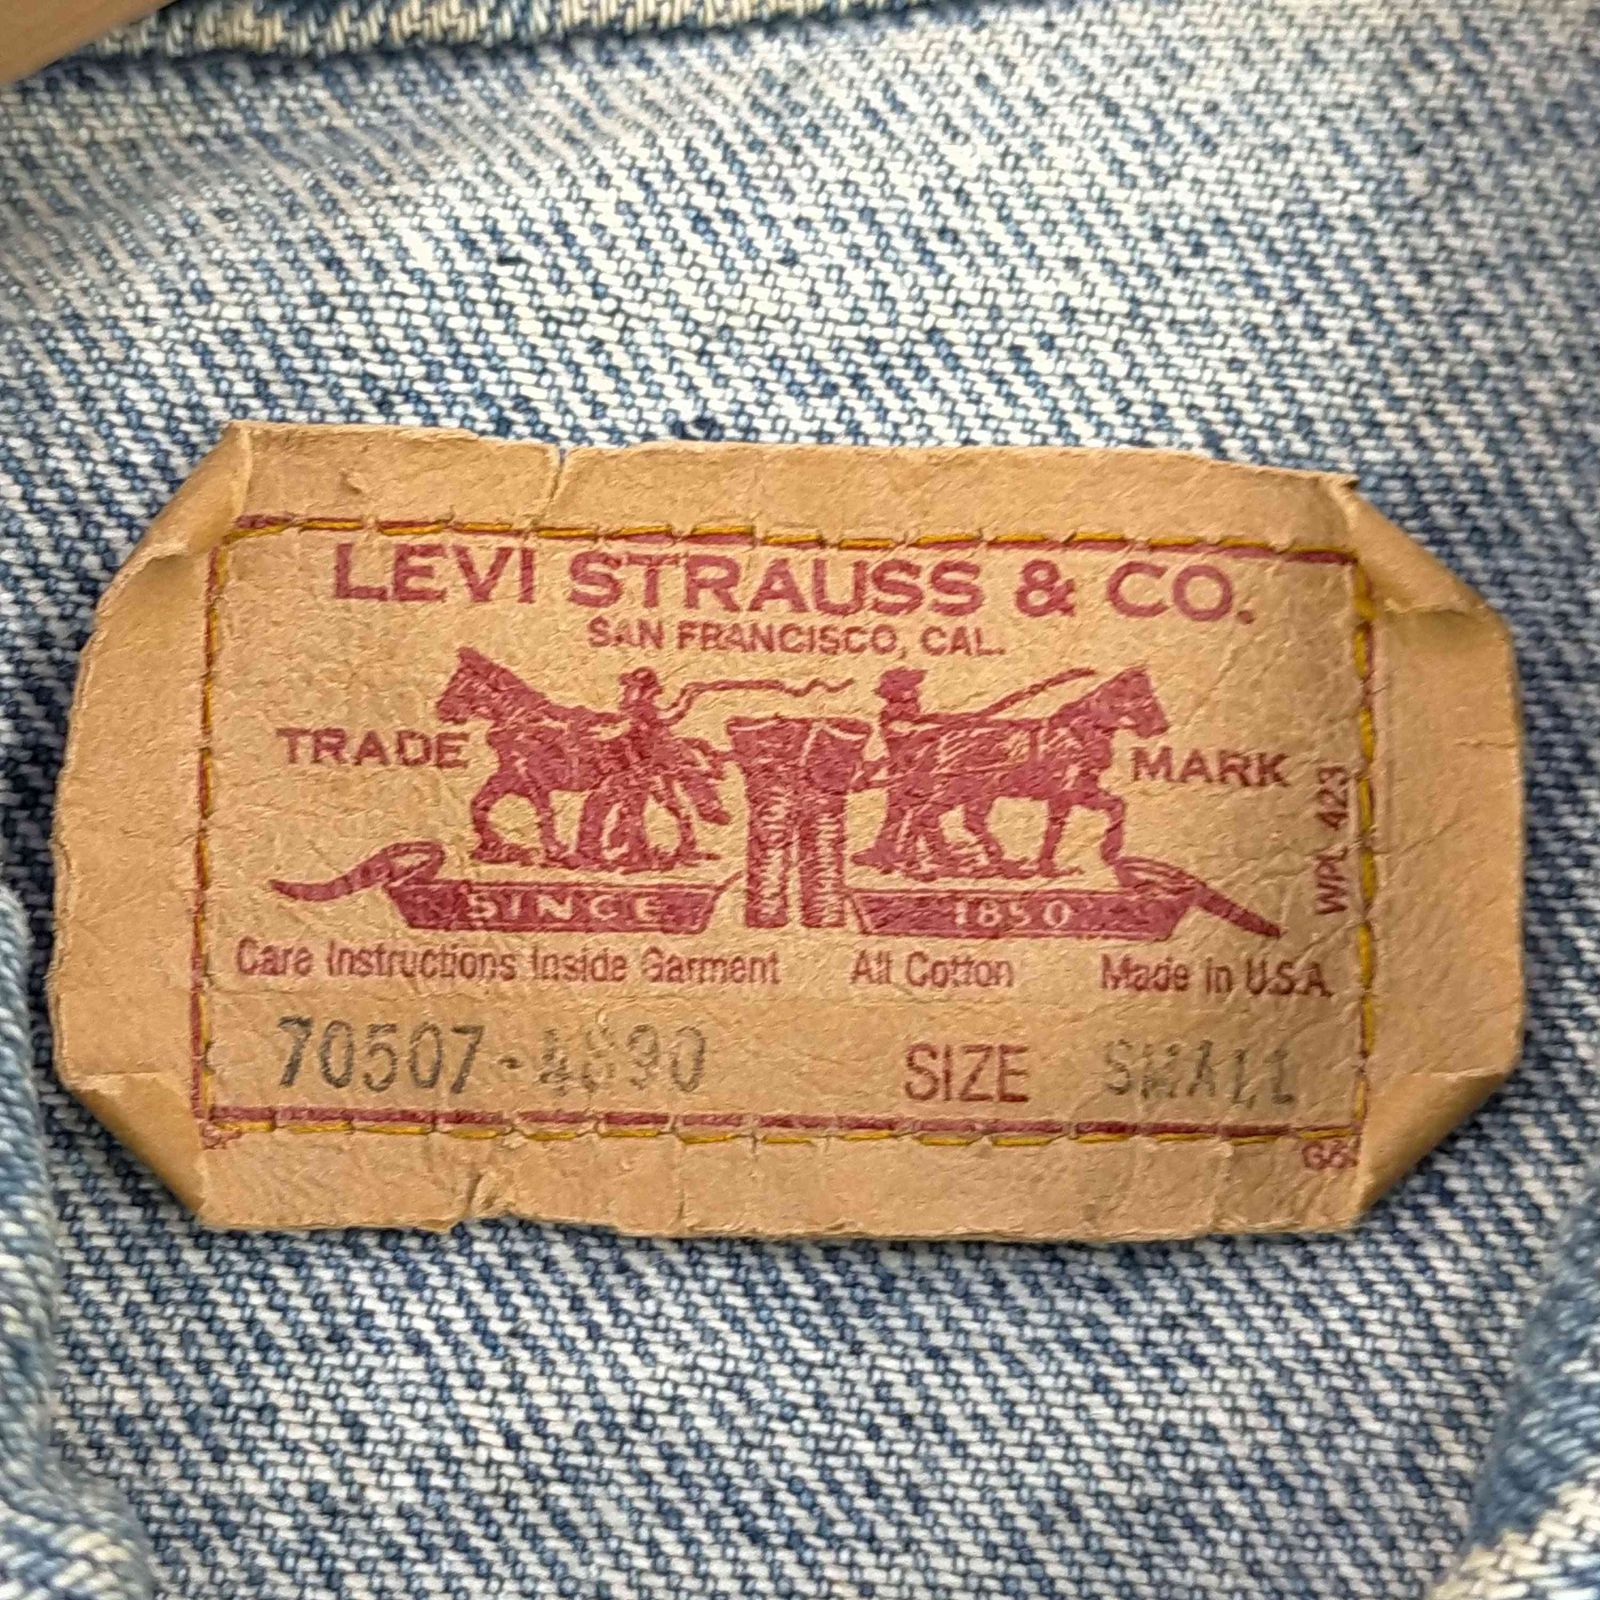 LEVI STRAUSS & CO.
SAN FRANCISCO, CAL.
TRADE MARK
WPL 423
SINCE 1850
Care Instructions Inside Garment All Cotton Made in U.S.A.
70507-4890 SIZE SMALL